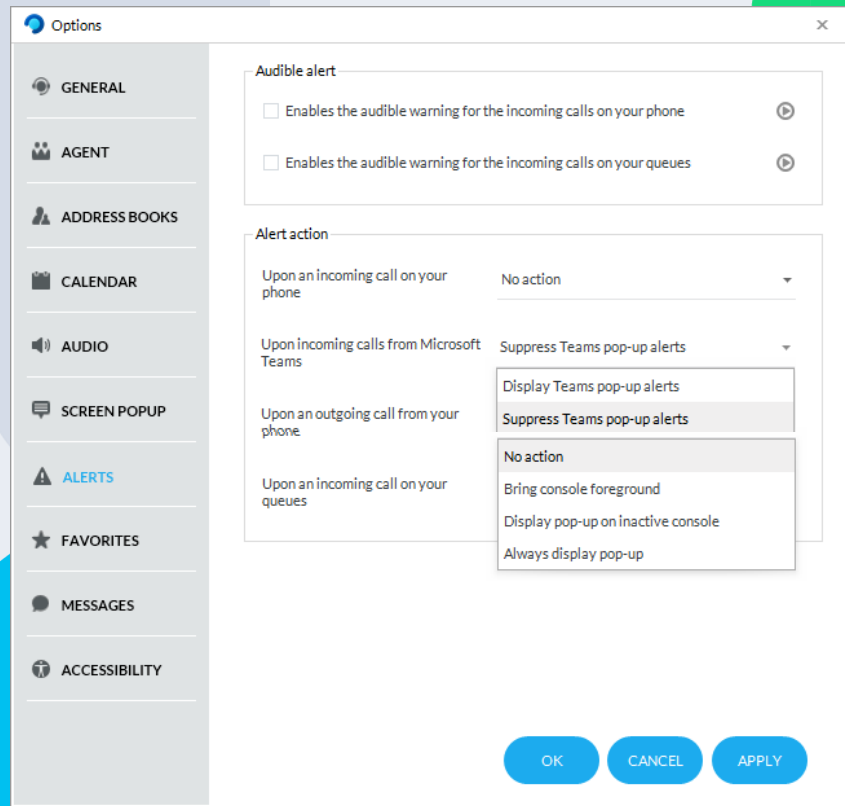 Options
GENERAL
AGENT
ADDRESS BOOKS
CALENDAR
AUDIO
SCREEN POPUP
ALERTS
FAVORITES
MESSAGES
ACCESSIBILITY
Audible alert
Enables the audible warning for the incoming calls on your phone
Enables the audible warning for the incoming calls on your queues
Alert action
Upon an incoming call on your
phone
No action
Upon incoming calls from Microsoft
Teams
Suppress Teams pop-up alerts
Display Teams pop-up alerts
Suppress Teams pop-up alerts
Upon an outgoing call from your
phone
No action
Bring console foreground
Display pop-up on inactive console
Always display pop-up
Upon an incoming call on your
queues
OK
CANCEL
APPLY